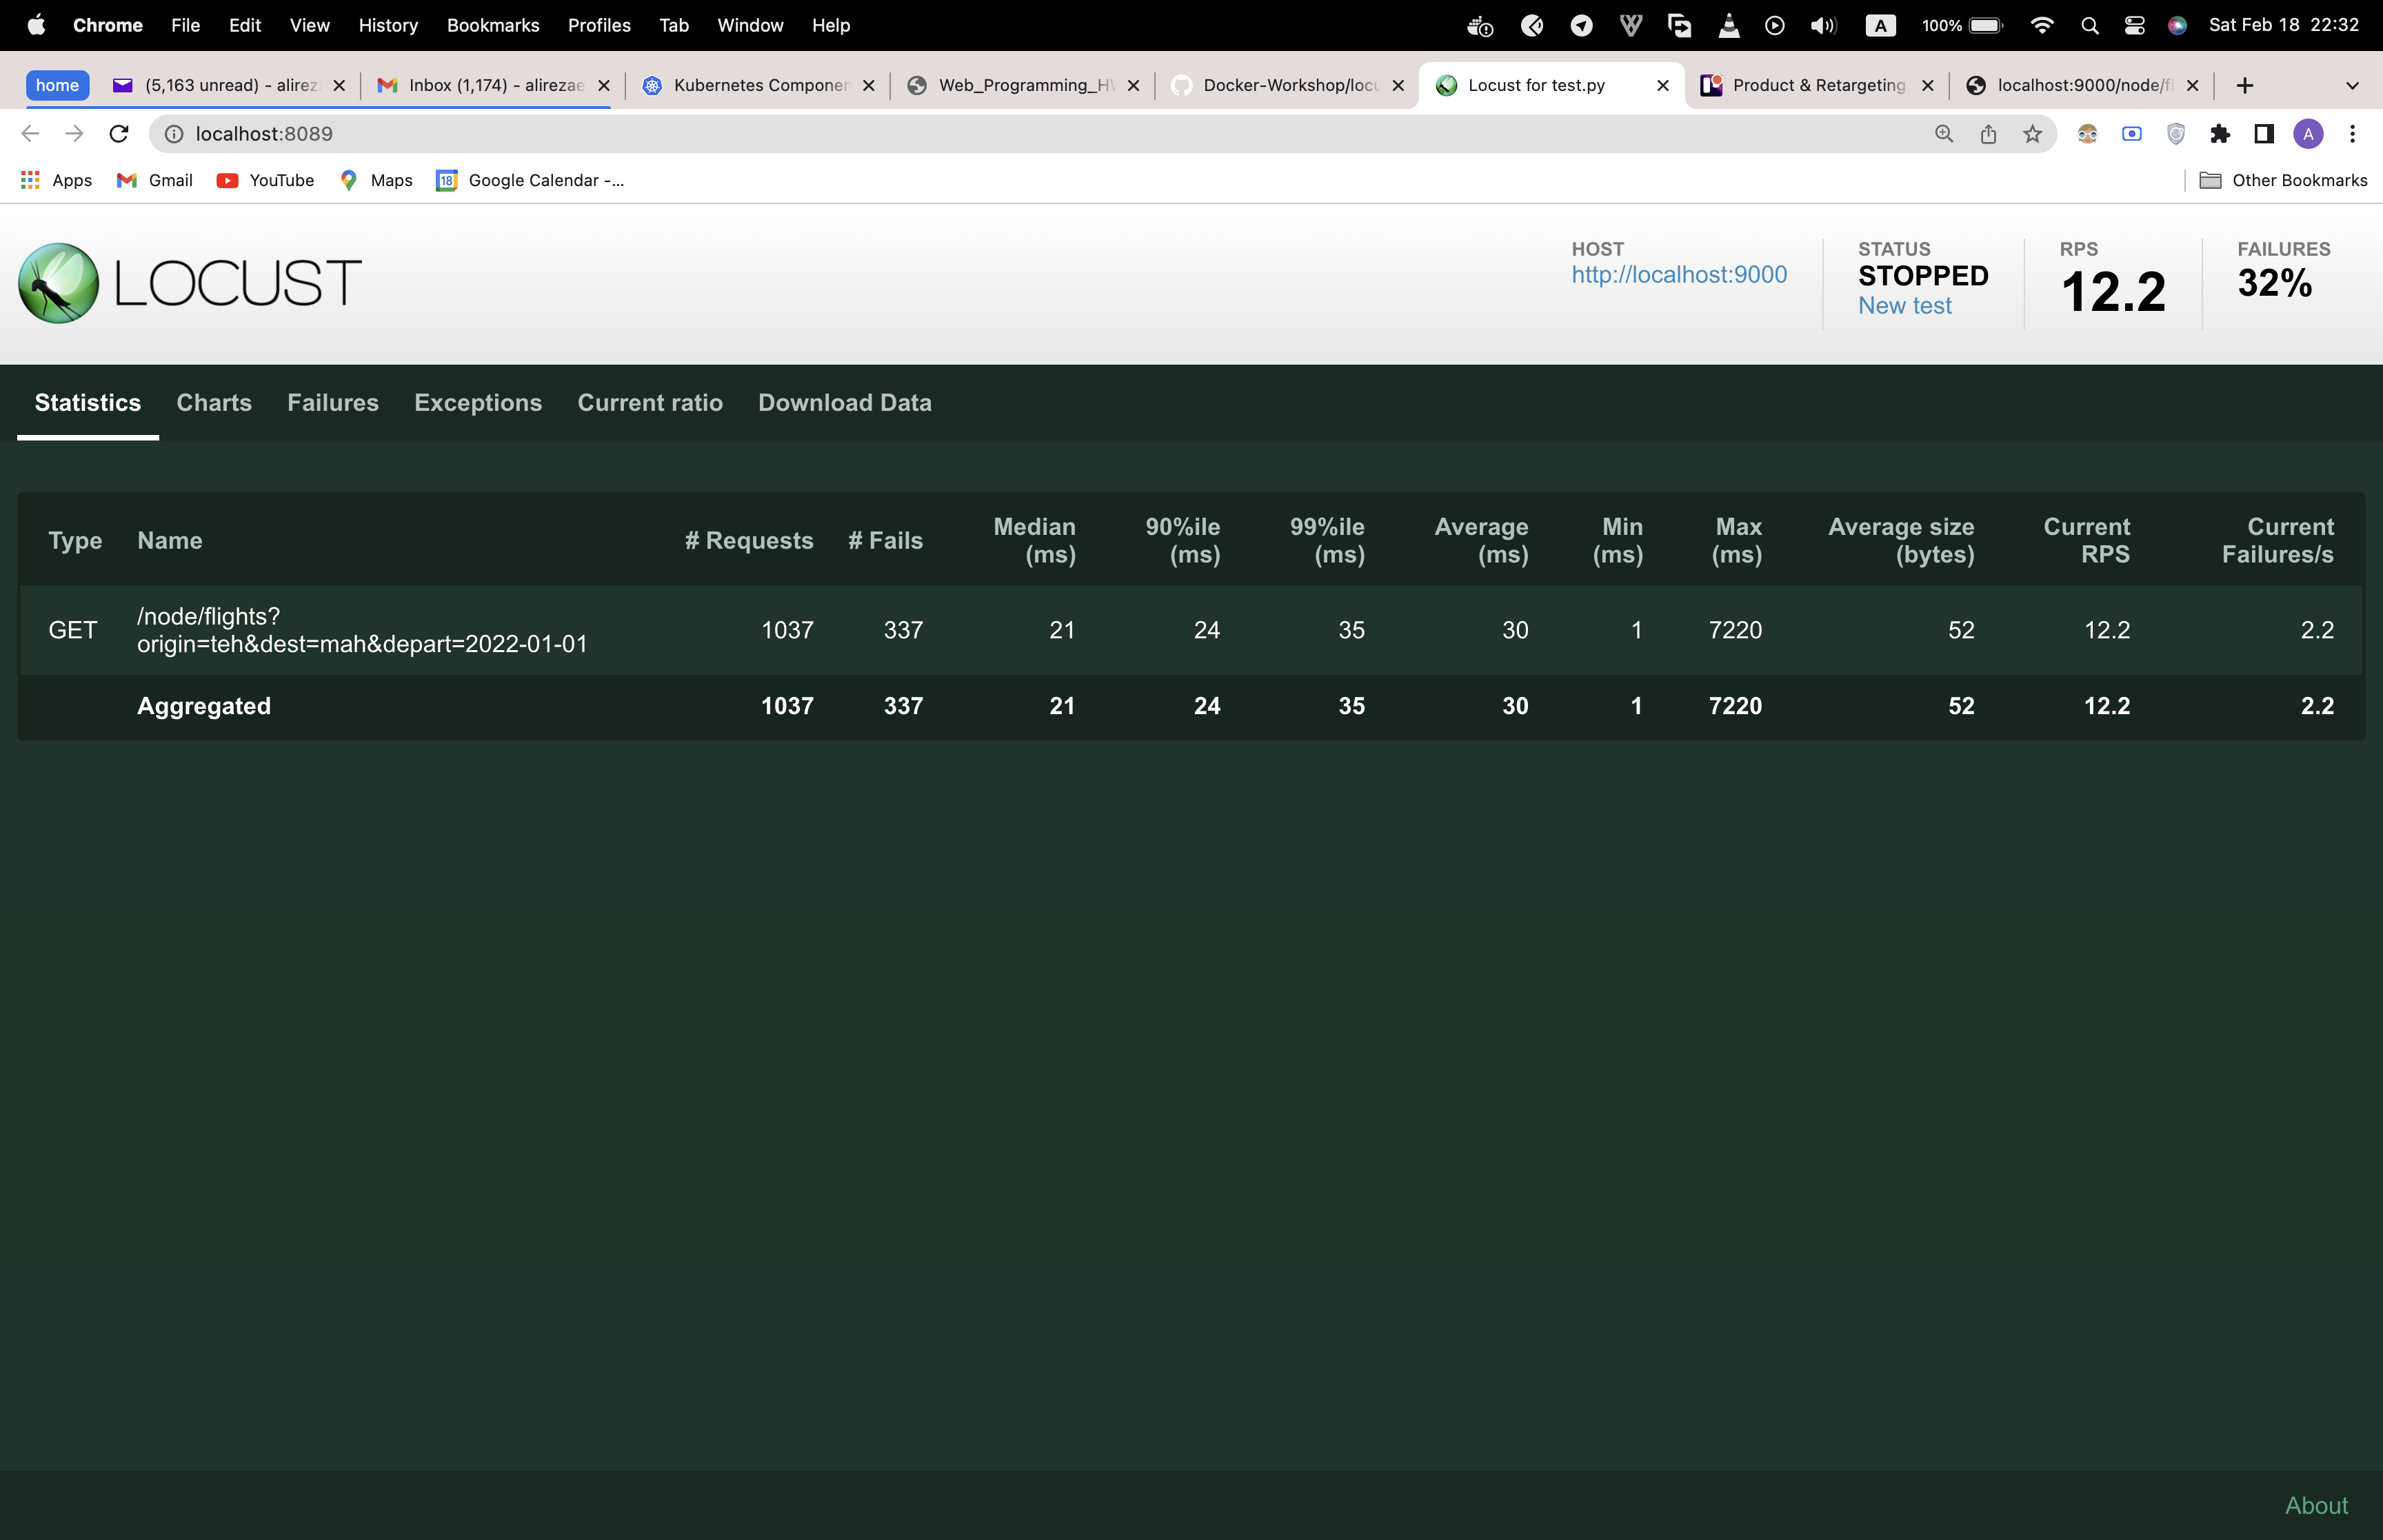 Chrome File Edit View History Bookmarks Profiles Tab Window Help A 100% Sat Feb 18 22:32
home (5,163 unread) - alirez Inbox (1,174) - alirezae Kubernetes Componen Web_Programming_HW Docker-Workshop/locu Locust for test.py Product & Retargeting localhost:9000/node/fl
localhost:8089 A
Apps Gmail YouTube Maps 18 Google Calendar -... Other Bookmarks
LOCUST
HOST
http://localhost:9000
STATUS
STOPPED
New test
RPS
12.2
FAILURES
32%
Statistics Charts Failures Exceptions Current ratio Download Data
Type Name # Requests # Fails Median (ms) 90%ile (ms) 99%ile (ms) Average (ms) Min (ms) Max (ms) Average size (bytes) Current RPS Current Failures/s
GET /node/flights?
origin=teh&dest=mah&depart=2022-01-01 1037 337 21 24 35 30 1 7220 52 12.2 2.2
Aggregated 1037 337 21 24 35 30 1 7220 52 12.2 2.2
About